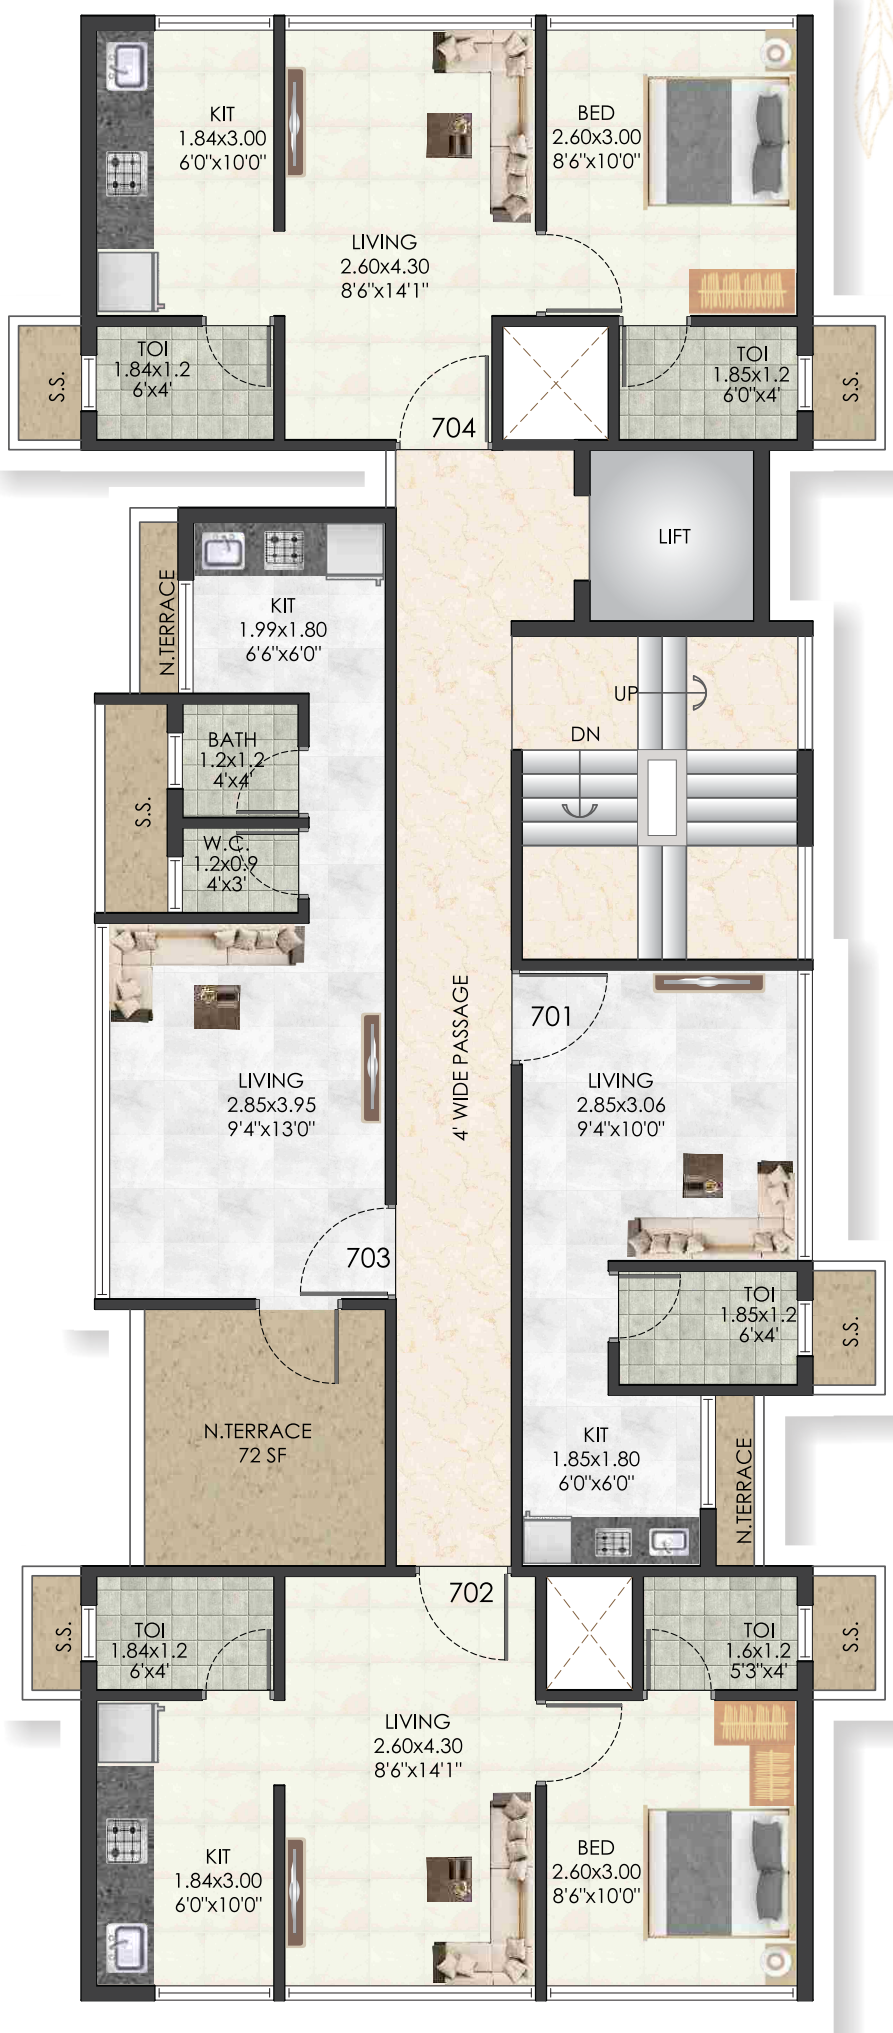 KIT
1.84x3.00
6'0"x10'0"
BED
2.60x3.00
8'6"x10'0"
LIVING
2.60x4.30
8'6"x14'1"
S.S.
TOI
1.84x1.2
6'x4'
TOI
1.85x1.2
6'0"x4'
S.S.
704
LIFT
N.TERRACE
KIT
1.99x1.80
6'6"x6'0"
UP
DN
S.S.
BATH
1.2x1.2
4'x4'
W.C.
1.2x0.9
4'x3'
4' WIDE PASSAGE
701
LIVING
2.85x3.95
9'4"x13'0"
LIVING
2.85x3.06
9'4"x10'0"
703
TOI
1.85x1.2
6'x4'
S.S.
N.TERRACE
72 SF
KIT
1.85x1.80
6'0"x6'0"
N.TERRACE
702
S.S.
TOI
1.84x1.2
6'x4'
TOI
1.6x1.2
5'3"x4'
S.S.
LIVING
2.60x4.30
8'6"x14'1"
KIT
1.84x3.00
6'0"x10'0"
BED
2.60x3.00
8'6"x10'0"